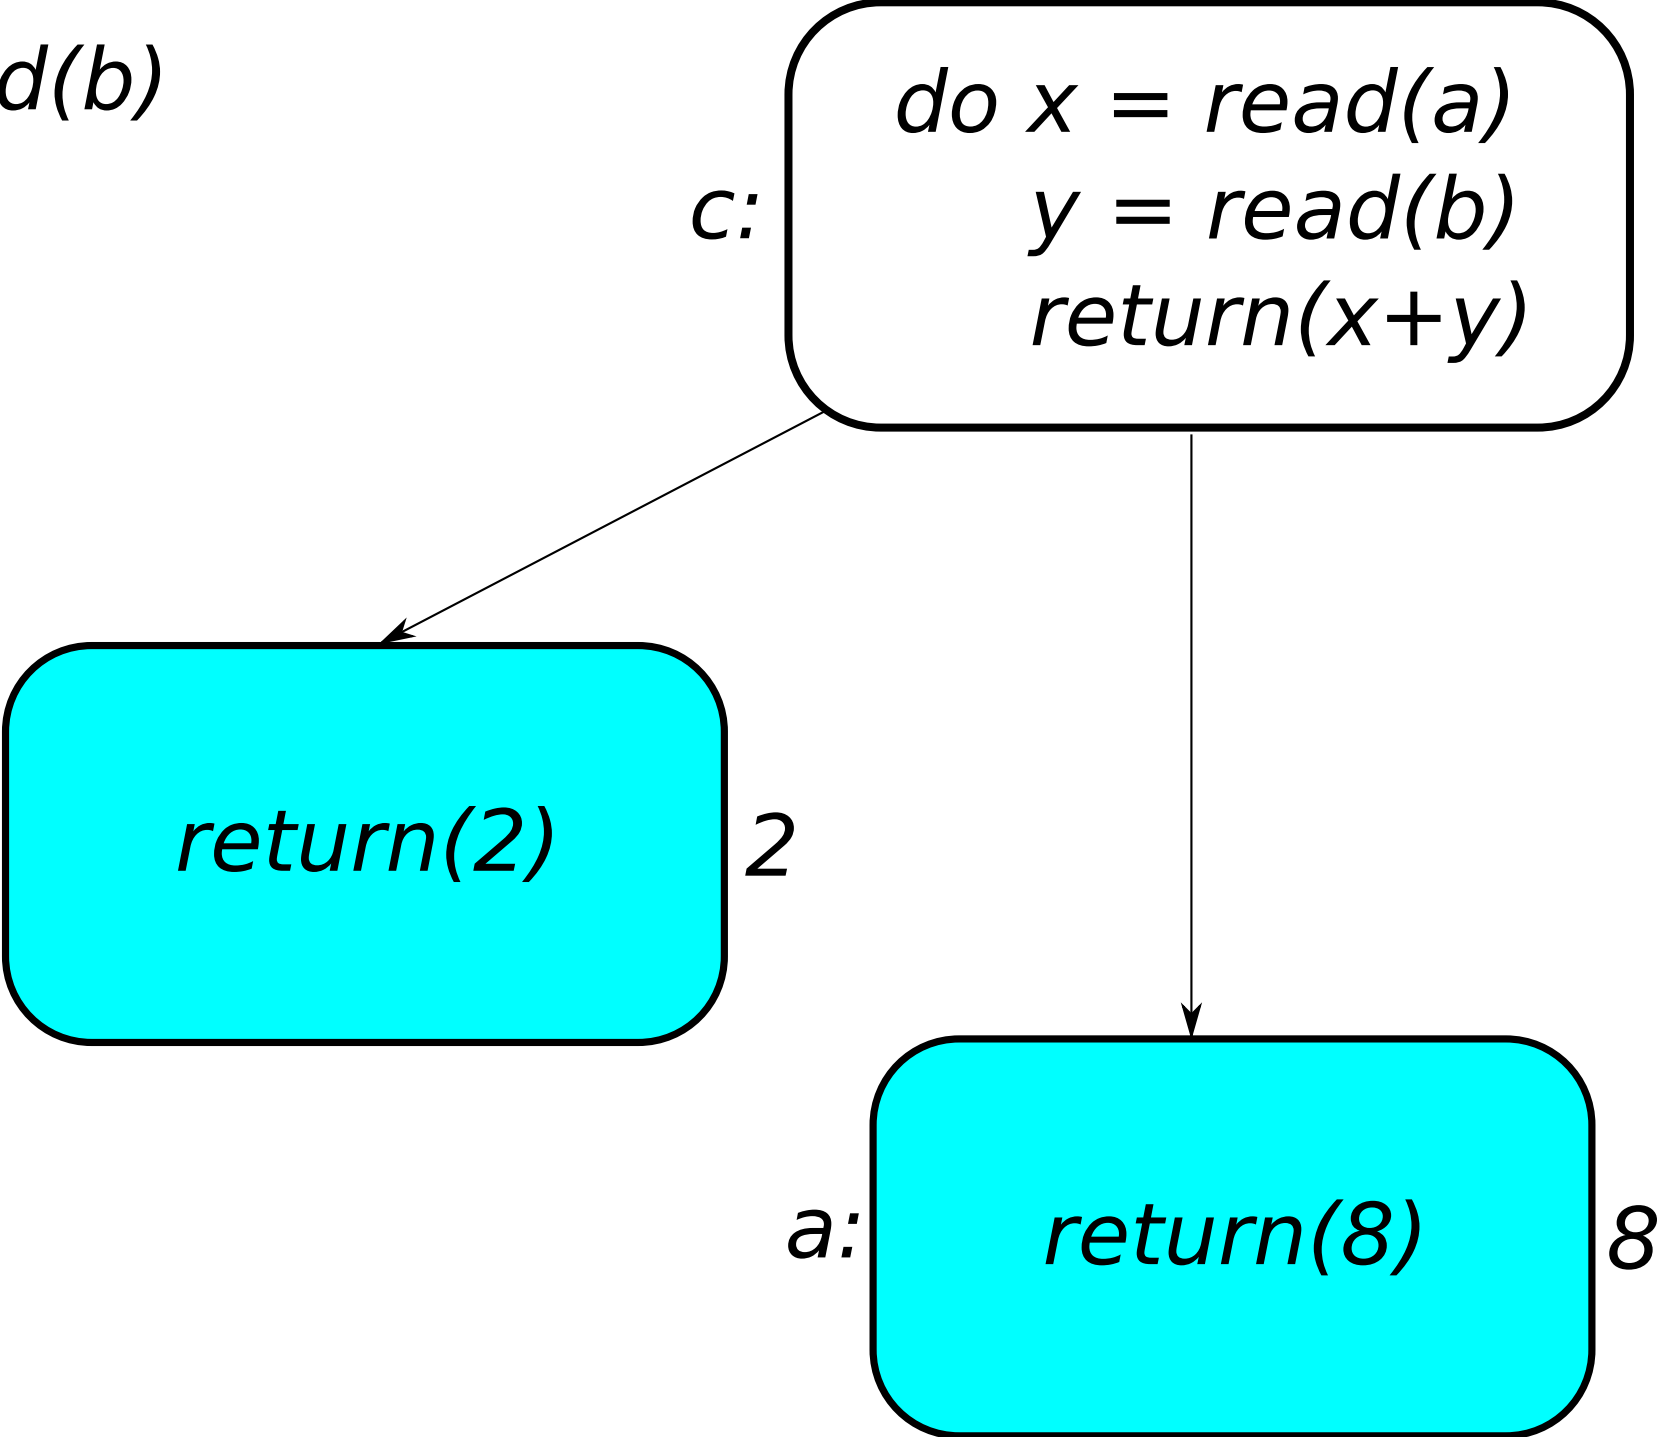 d(b)
do x = read(a)
c:
y = read(b)
return(x+y)
return(2)
2
a:
return(8)
8